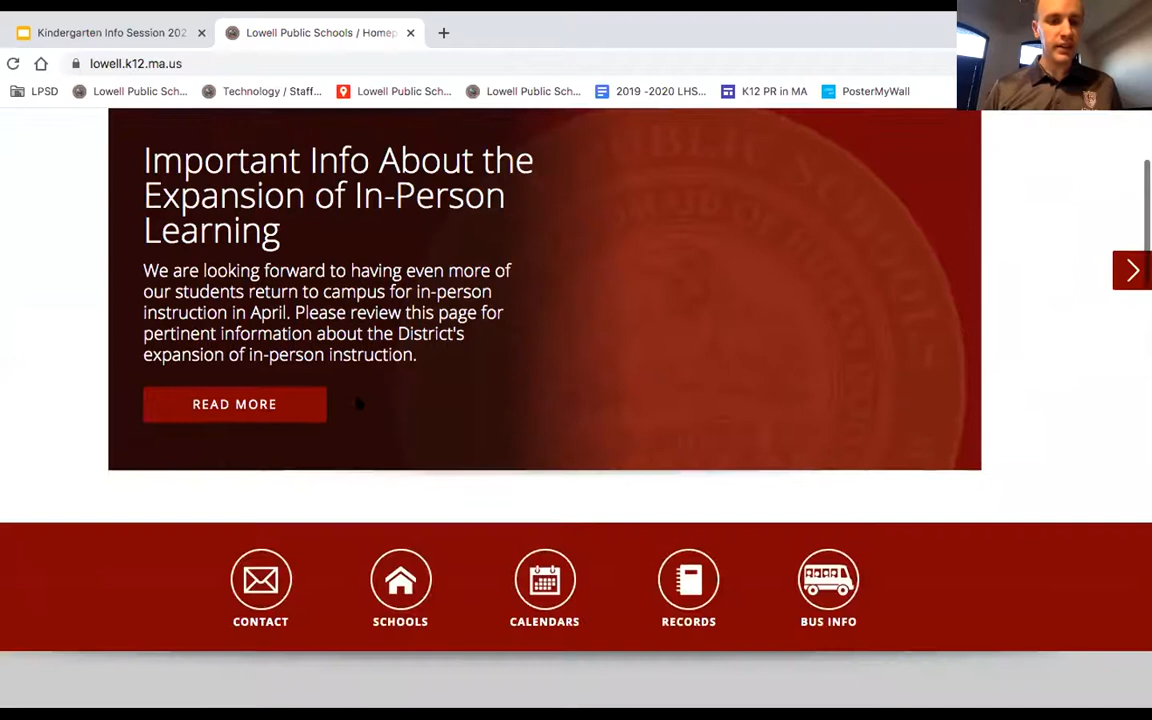 Kindergarten Info Session 202
Lowell Public Schools / Homep
lowell.k12.ma.us
LPSD
Lowell Public Sch...
Technology / Staff...
Lowell Public Sch...
Lowell Public Sch...
2019 -2020 LHS...
K12 PR in MA
PosterMyWall
Important Info About the
Expansion of In-Person
Learning
We are looking forward to having even more of
our students return to campus for in-person
instruction in April. Please review this page for
pertinent information about the District's
expansion of in-person instruction.
READ MORE
CONTACT
SCHOOLS
CALENDARS
RECORDS
BUS INFO